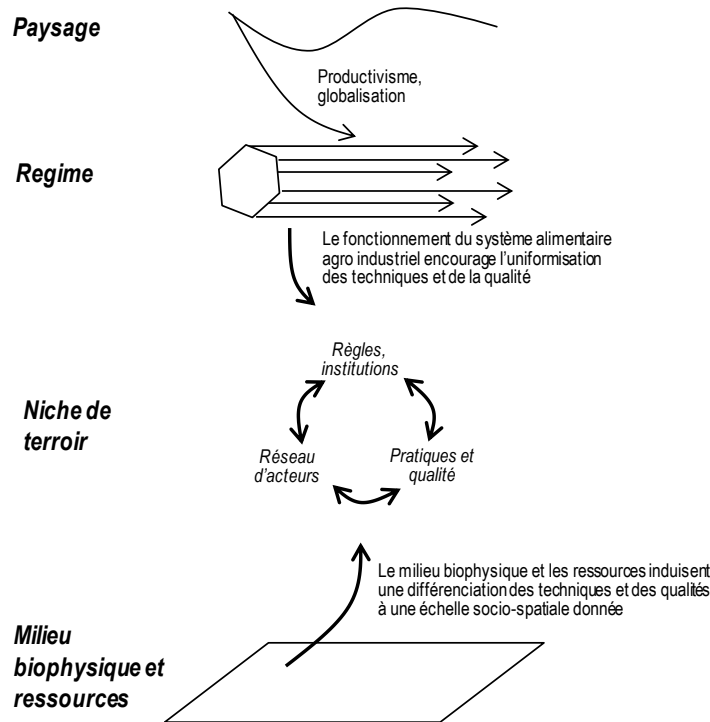 Paysage
Productivisme,
globalisation
Regime
Le fonctionnement du système alimentaire
agro industriel encourage l'uniformisation
des techniques et de la qualité
Règles,
institutions
Niche de
terroir
Réseau
d'acteurs
Pratiques et
qualité
Le milieu biophysique et les ressources induisent
une différenciation des techniques et des qualités
à une échelle socio-spatiale donnée
Milieu
biophysique et
ressources